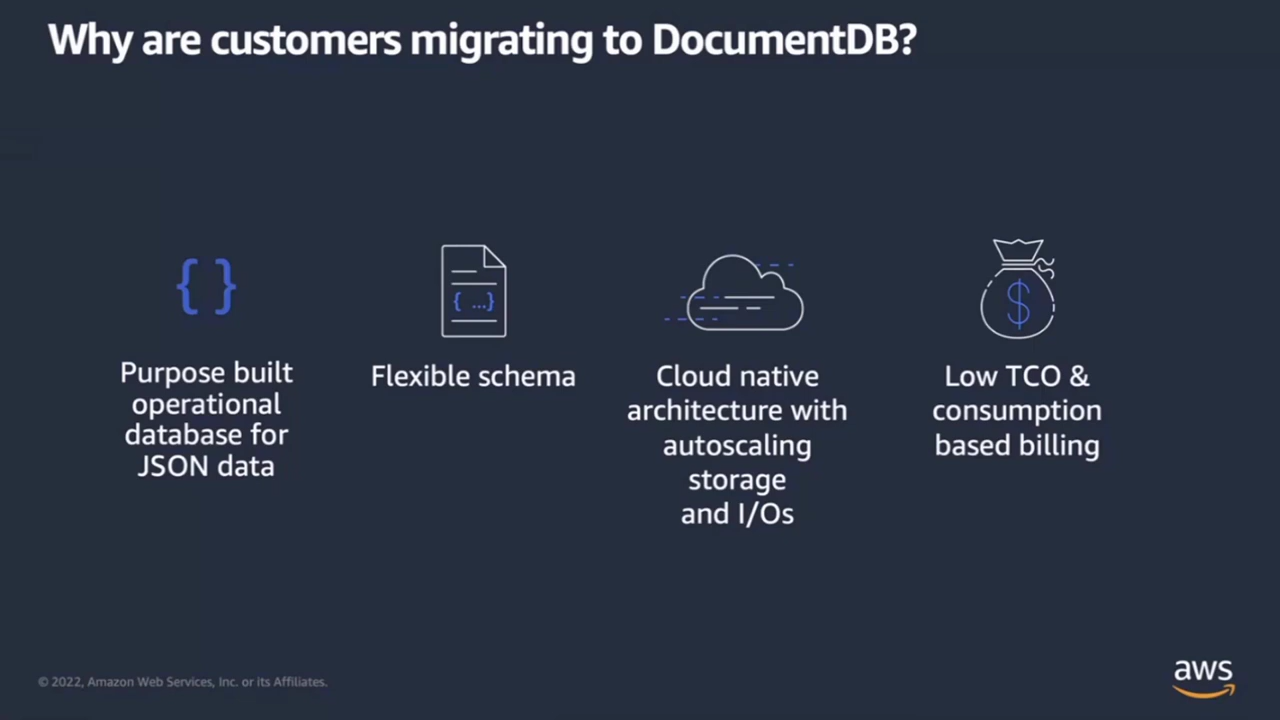 Why are customers migrating to DocumentDB?
{ }
Purpose built
operational
database for
JSON data
{ ...}
Flexible schema
Cloud native
architecture with
autoscaling
storage
and I/Os
$
Low TCO &
consumption
based billing
© 2022, Amazon Web Services, Inc. or its Affiliates.
aws